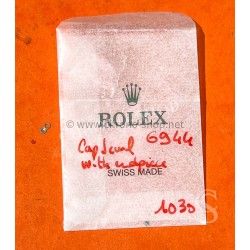 ROLEX
6944
Cap Jewel
with endpiece
SWISS MADE
1030